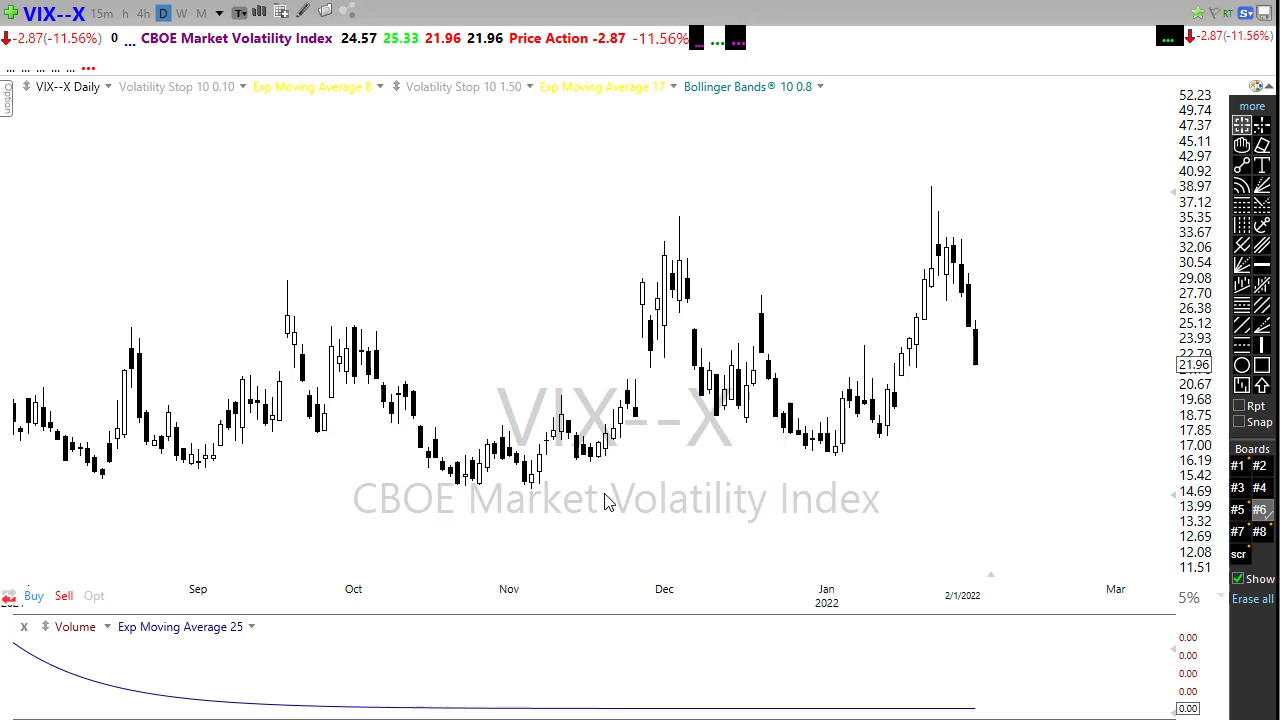 VIX--X 15m h 4h D W M T RT S
-2.87(-11.56%) 0 ... CBOE Market Volatility Index 24.57 25.33 21.96 21.96 Price Action -2.87 -11.56% ... ... ... ... -2.87(-11.56%)
... ... ... ... ... ...
Option
VIX--X Daily Volatility Stop 10 0.10 Exp Moving Average 8 Volatility Stop 10 1.50 Exp Moving Average 17 Bollinger Bands® 10 0.8
52.23
49.74
47.37
45.11
42.97
40.92
38.97
37.12
35.35
33.67
32.06
30.54
29.08
27.70
26.38
25.12
23.93
22.79
21.96
20.67
19.68
18.75
17.85
17.00
16.19
15.42
14.69
13.99
13.32
12.69
12.08
11.51
VIX--X
CBOE Market Volatility Index
Sep Oct Nov Dec Jan 2/1/2022 Mar
2022
Buy Sell Opt
5%
X Volume Exp Moving Average 25
0.00
0.00
0.00
0.00
0.00
more
T
Rpt
Snap
Boards
#1 #2
#3 #4
#5 #6
#7 #8
scr
Show
Erase all